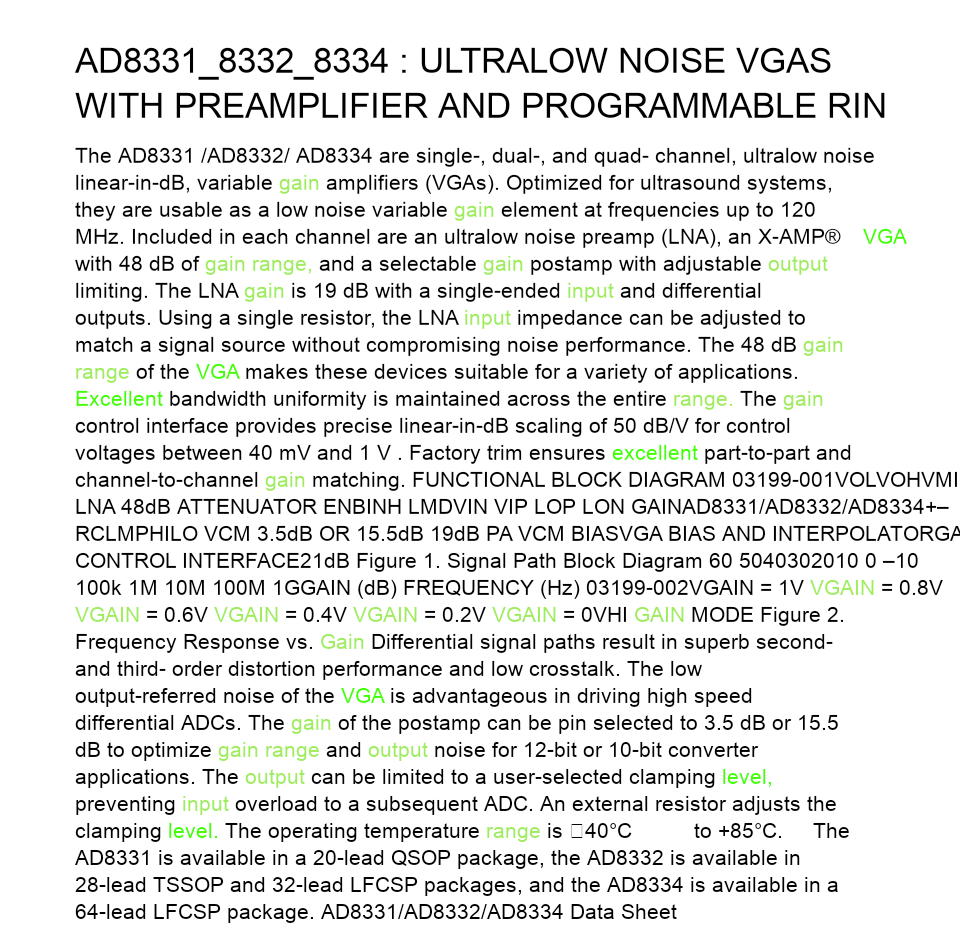 AD8331_8332_8334 : ULTRALOW NOISE VGAS
WITH PREAMPLIFIER AND PROGRAMMABLE RIN
The AD8331 /AD8332/ AD8334 are single-, dual-, and quad- channel, ultralow noise
linear-in-dB, variable gain amplifiers (VGAs). Optimized for ultrasound systems,
they are usable as a low noise variable gain element at frequencies up to 120
MHz. Included in each channel are an ultralow noise preamp (LNA), an X-AMP® VGA
with 48 dB of gain range, and a selectable gain postamp with adjustable output
limiting. The LNA gain is 19 dB with a single-ended input and differential
outputs. Using a single resistor, the LNA input impedance can be adjusted to
match a signal source without compromising noise performance. The 48 dB gain
range of the VGA makes these devices suitable for a variety of applications.
Excellent bandwidth uniformity is maintained across the entire range. The gain
control interface provides precise linear-in-dB scaling of 50 dB/V for control
voltages between 40 mV and 1 V . Factory trim ensures excellent part-to-part and
channel-to-channel gain matching. FUNCTIONAL BLOCK DIAGRAM 03199-001VOLVOHVMI
LNA 48dB ATTENUATOR ENBINH LMDVIN VIP LOP LON GAINAD8331/AD8332/AD8334+–
RCLMPHILO VCM 3.5dB OR 15.5dB 19dB PA VCM BIASVGA BIAS AND INTERPOLATORGA
CONTROL INTERFACE21dB Figure 1. Signal Path Block Diagram 60 5040302010 0 –10
100k 1M 10M 100M 1GGAIN (dB) FREQUENCY (Hz) 03199-002VGAIN = 1V VGAIN = 0.8V
VGAIN = 0.6V VGAIN = 0.4V VGAIN = 0.2V VGAIN = 0VHI GAIN MODE Figure 2.
Frequency Response vs. Gain Differential signal paths result in superb second-
and third- order distortion performance and low crosstalk. The low
output-referred noise of the VGA is advantageous in driving high speed
differential ADCs. The gain of the postamp can be pin selected to 3.5 dB or 15.5
dB to optimize gain range and output noise for 12-bit or 10-bit converter
applications. The output can be limited to a user-selected clamping level,
preventing input overload to a subsequent ADC. An external resistor adjusts the
clamping level. The operating temperature range is □40°C to +85°C. The
AD8331 is available in a 20-lead QSOP package, the AD8332 is available in
28-lead TSSOP and 32-lead LFCSP packages, and the AD8334 is available in a
64-lead LFCSP package. AD8331/AD8332/AD8334 Data Sheet